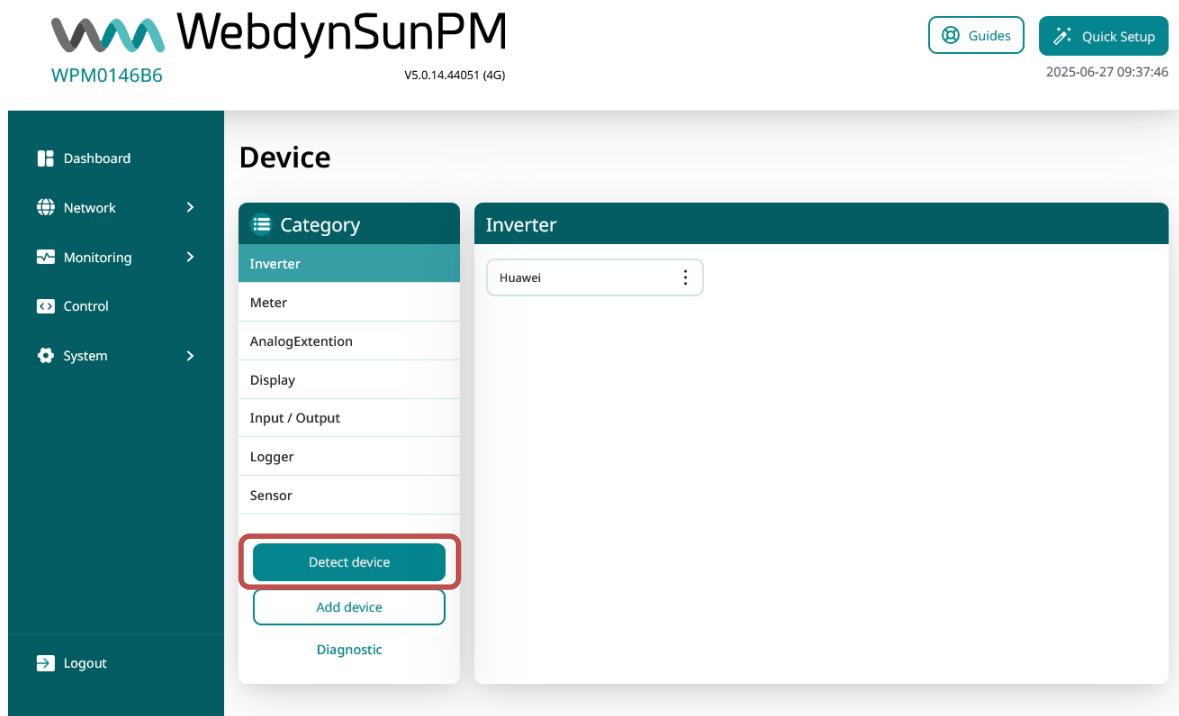 WebdynSunPM
WPM0146B6
V5.0.14.44051 (4G)
Guides
Quick Setup
2025-06-27 09:37:46
Dashboard
Network
Monitoring
Control
System
Logout
Device
Category
Inverter
Meter
AnalogExtention
Display
Input / Output
Logger
Sensor
Detect device
Add device
Diagnostic
Inverter
Huawei